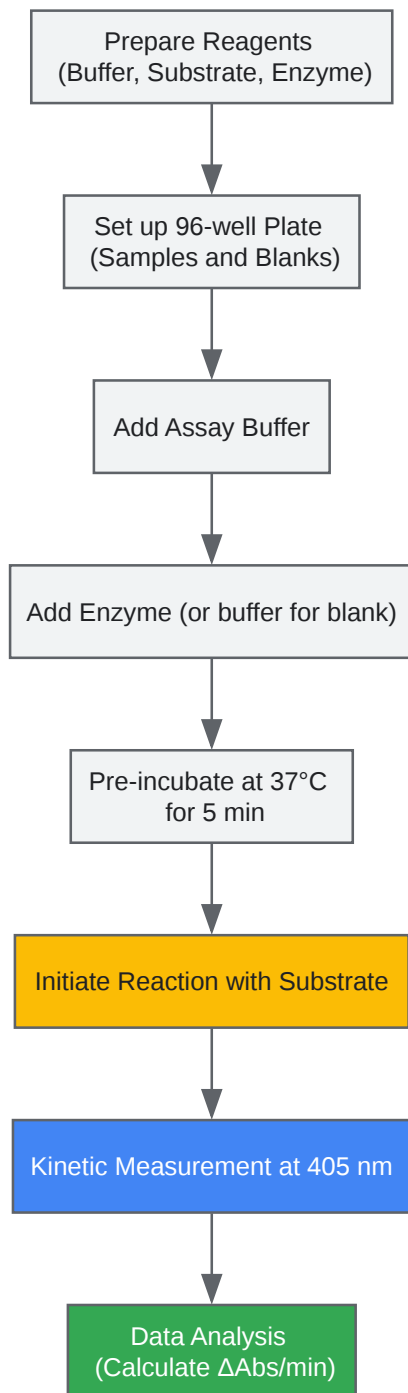 Prepare Reagents
(Buffer, Substrate, Enzyme)
Set up 96-well Plate
(Samples and Blanks)
Add Assay Buffer
Add Enzyme (or buffer for blank)
Pre-incubate at 37°C
for 5 min
Initiate Reaction with Substrate
Kinetic Measurement at 405 nm
Data Analysis
(Calculate ΔAbs/min)